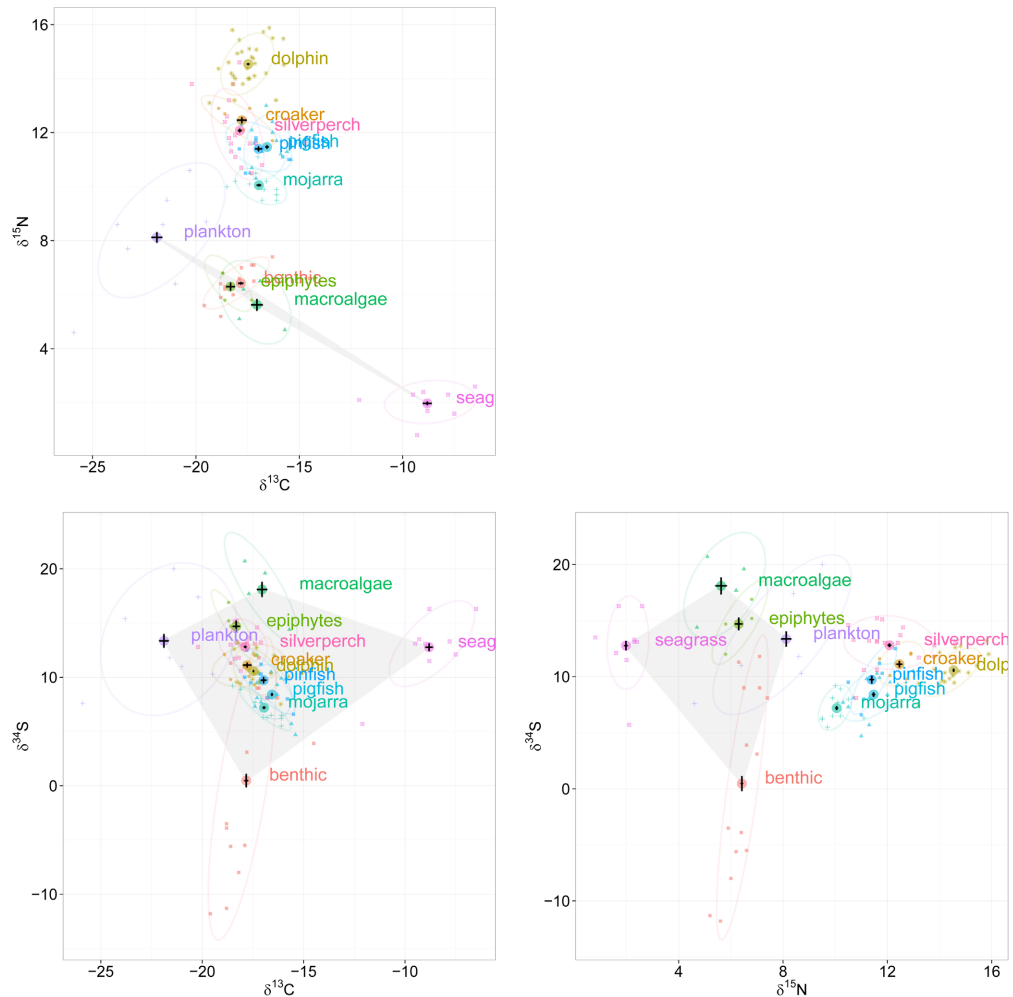 16
12
8
4
δ15N
dolphin
croaker
silverperch
pigfish
pinfish
mojarra
plankton
benthic
epiphytes
macroalgae
seag
−25
−20
−15
−10
δ13C
20
10
0
−10
δ34S
macroalgae
epiphytes
plankton
silverperch
seag
croaker
dolphin
pinfish
pigfish
mojarra
benthic
−25
−20
−15
−10
δ13C
20
10
0
−10
δ34S
macroalgae
epiphytes
plankton
seagrass
silverperch
croaker
dolp
pinfish
pigfish
mojarra
benthic
4
8
12
16
δ15N